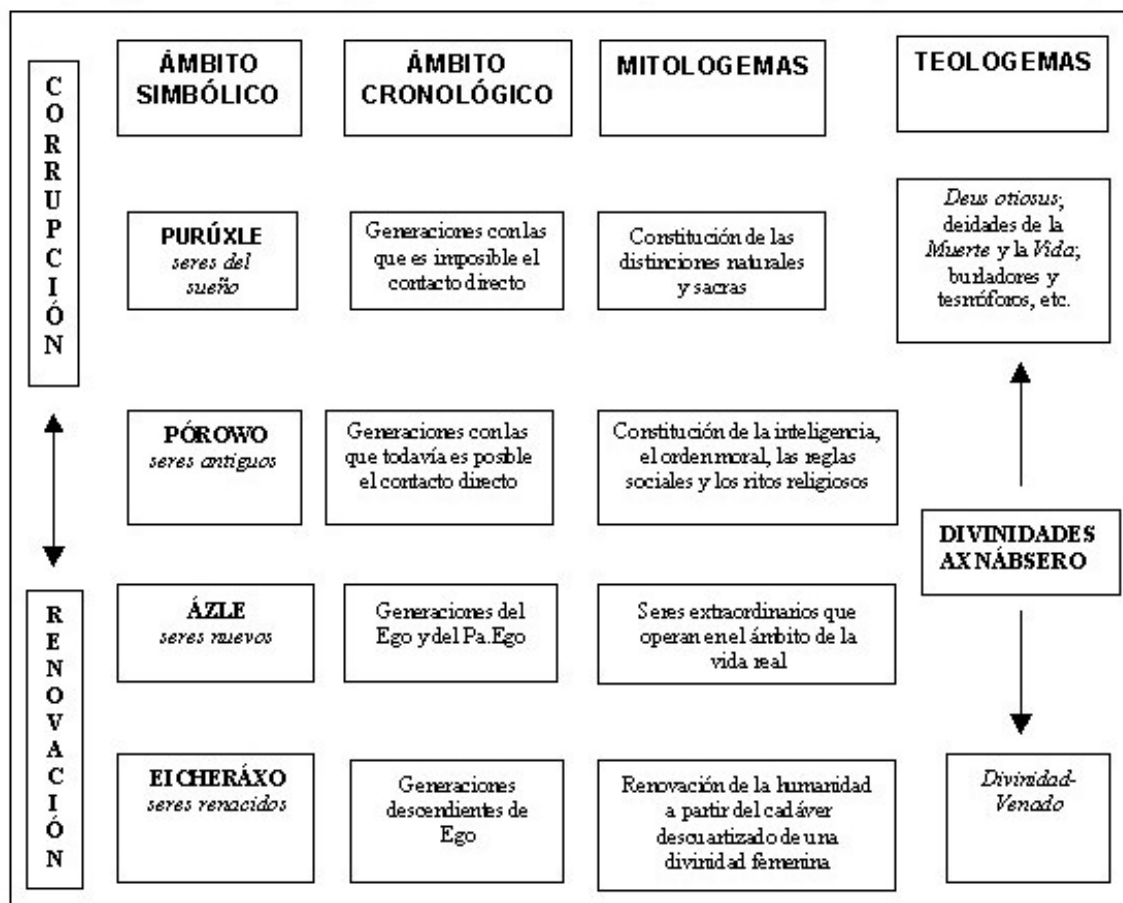 CORRUPCIÓN
ÁMBITO
SIMBÓLICO
ÁMBITO
CRONOLÓGICO
MITOLOGEMAS
TEOLOGEMAS
PURÚXLE
seres del
sueño
Generaciones con las
que es imposible el
contacto directo
Constitución de las
distinciones naturales
y sacras
Deus otiosus;
deidades de la
Muerte y la Vida;
burladores y
tesmóforos, etc.
PÓROWO
seres antiguos
Generaciones con las
que todavía es posible
el contacto directo
Constitución de la inteligencia,
el orden moral, las reglas
sociales y los ritos religiosos
DIVINIDADES
AXNÁBSERO
RENOVACIÓN
ÁZLE
seres nuevos
Generaciones del
Ego y del Pa.Ego
Seres extraordinarios que
operan en el ámbito de la
vida real
EICHERÁXO
seres renacidos
Generaciones
descendientes de
Ego
Renovación de la humanidad
a partir del cadáver
descuartizado de una
divinidad femenina
Divinidad-
Venado